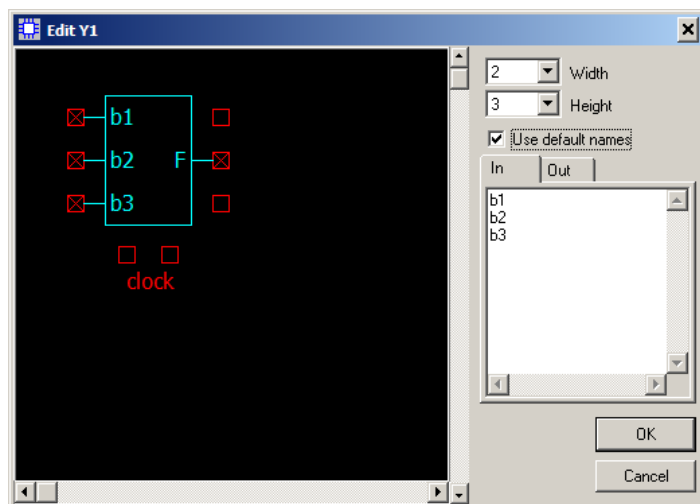 Edit Y1
b1
b2 F
b3
clock
2 Width
3 Height
Use default names
In Out
b1
b2
b3
OK
Cancel